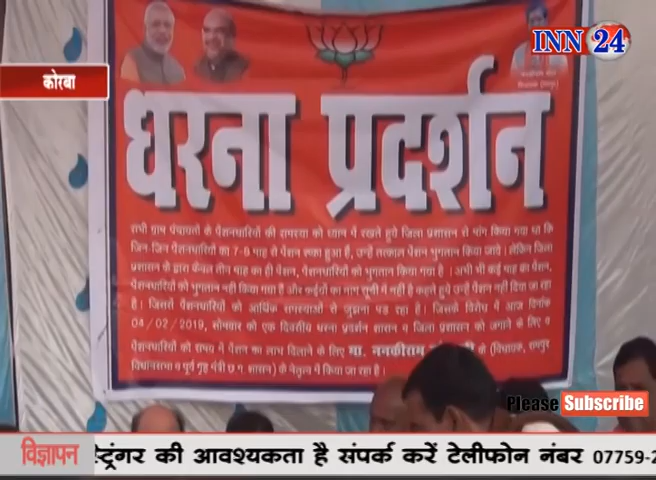 INN 24
कोरबा
धरना प्रदर्शन
सभी ग्राम पंचायतो के पेंशनधारियों की समस्या को ध्यान में रखते हुये जिला प्रशासन से मांग किया गया था कि
जिन-जिन पेंशनधारियों का 7-8 माह से पेंशन रूका हुआ है, उन्हें तत्काल पेंशन भुगतान किया जावे। लेकिन जिला
प्रशासन के द्वारा केवल तीन माह का ही पेंशन, पेंशनधारियों को भुगतान किया गया है। अभी भी कई माह का पेंशन,
पेंशनधारियों को भुगतान नही किया गया है और कईयों का नाम सूची में नहीं है कहते हुये उन्हें पेंशन नहीं दिया जा रहा
है। जिससे पेंशनधारियों को आर्थिक समस्याओं से जुझना पड़ रहा है। जिसके विरोध में आज दिनांक
04/02/2019, सोमवार को एक दिवसीय धरना प्रदर्शन शासन व जिला प्रशासन को जगाने के लिए व
पेंशनधारियों को समय में पेंशन का लाभ दिलाने के लिए मा. ननकीराम के (विधायक, रामपुर
विधानसभा व पूर्व गृह मंत्री छ.ग. शासन) के नेतृत्व में किया जा रहा है।
Please Subscribe
विज्ञापन
स्ट्रिंगर की आवश्यकता है संपर्क करें टेलीफोन नंबर 07759-2